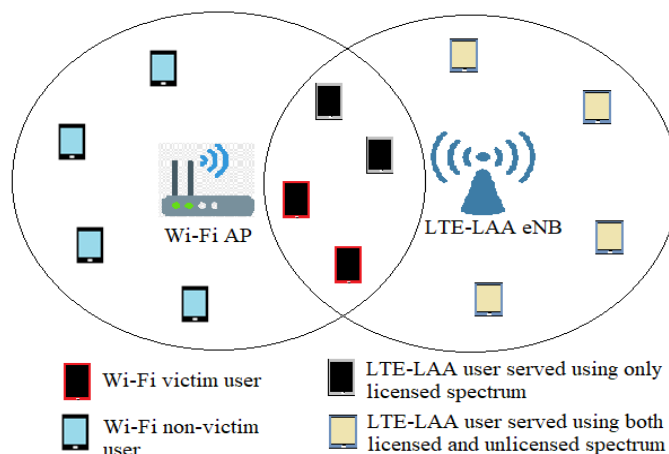 Wi-Fi AP
LTE-LAA eNB
Wi-Fi victim user
LTE-LAA user served using only
licensed spectrum
Wi-Fi non-victim
user
LTE-LAA user served using both
licensed and unlicensed spectrum